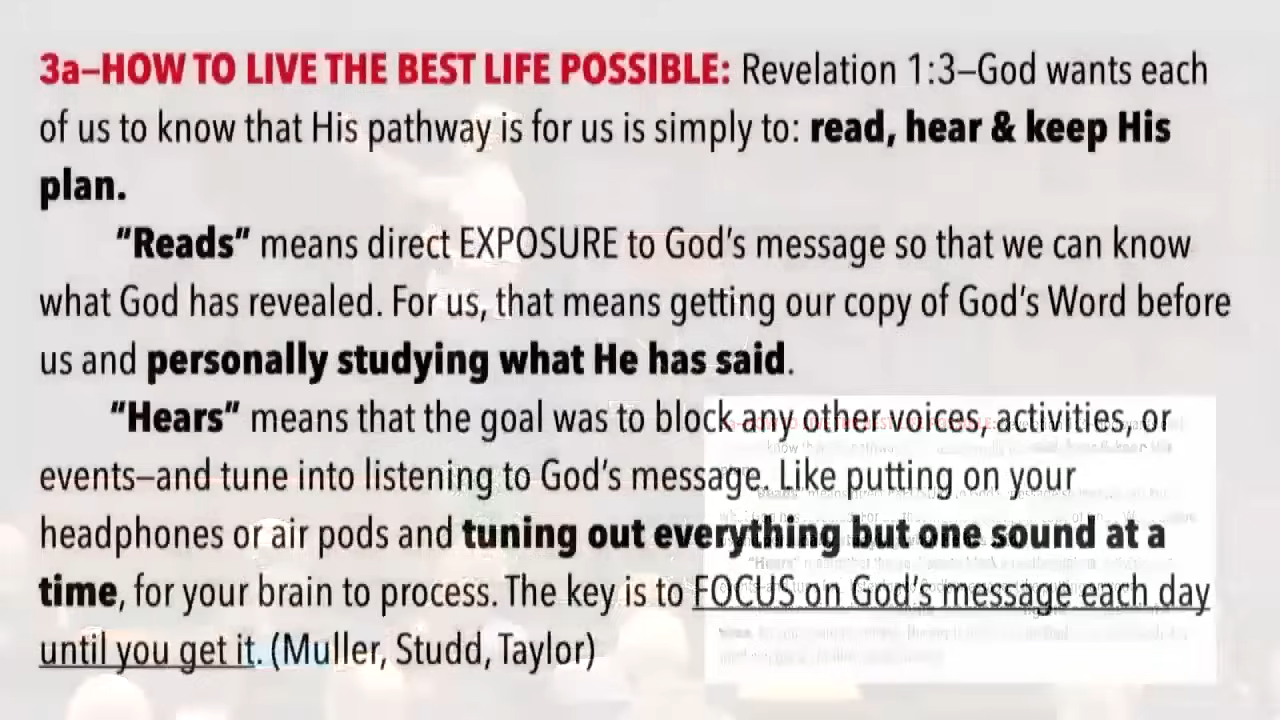 3a–HOW TO LIVE THE BEST LIFE POSSIBLE: Revelation 1:3–God wants each
of us to know that His pathway is for us is simply to: read, hear & keep His
plan.
“Reads” means direct EXPOSURE to God’s message so that we can know
what God has revealed. For us, that means getting our copy of God’s Word before
us and personally studying what He has said.
“Hears” means that the goal was to block any other voices, activities, or
events–and tune into listening to God’s message. Like putting on your
headphones or air pods and tuning out everything but one sound at a
time, for your brain to process. The key is to FOCUS on God’s message each day
until you get it. (Muller, Studd, Taylor)